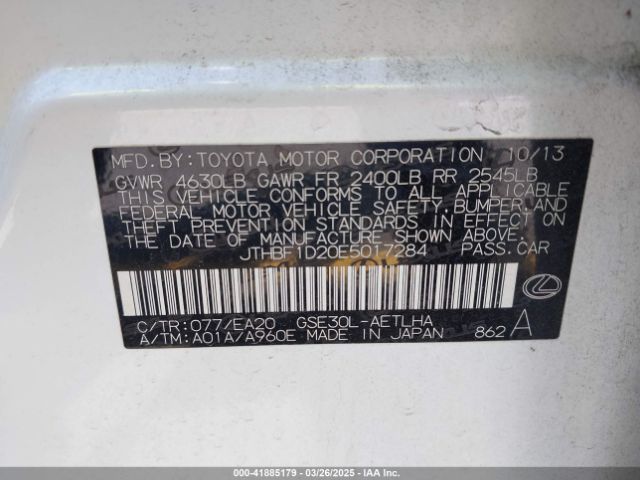 MFD.BY:TOYOTA MOTOR CORPORATION 10/13
GVWR 4630LB GAWR FR 2400LB RR 2545LB
THIS VEHICLE CONFORMS TO ALL APPLICABLE
FEDERAL MOTOR VEHICLE SAFETY, BUMPER AND
THEFT PREVENTION STANDARDS IN EFFECT ON
THE DATE OF MANUFACTURE SHOWN ABOVE.
JTHBF1D20E5017284 PASS.CAR
C/TR:077/EA20 GSE30L-AETLHA
A/TM:A01A/A960E MADE IN JAPAN 862 A
000-41885179 — 03/26/2025 — IAA Inc.